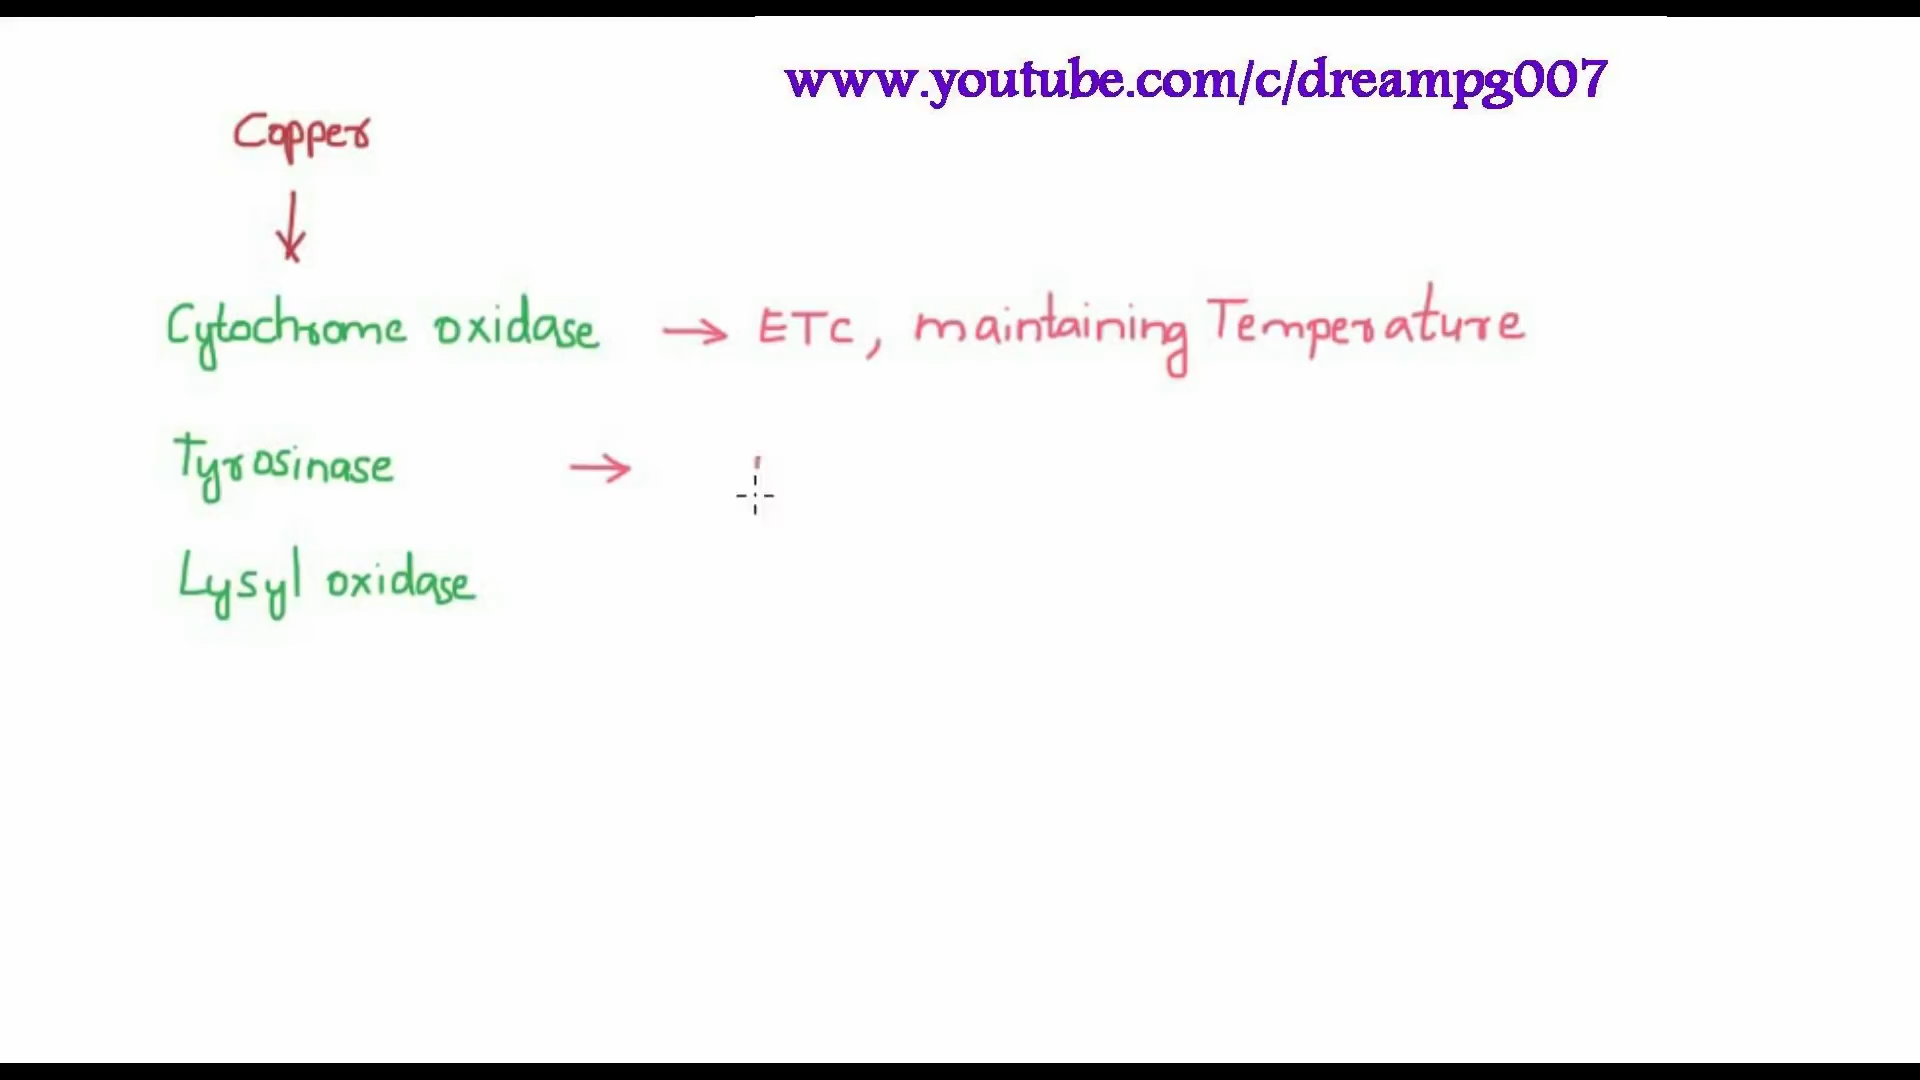 www.youtube.com/c/dreampg007
Copper
↓
Cytochrome oxidase → ETC, maintaining Temperature
Tyrosinase →
Lysyl oxidase